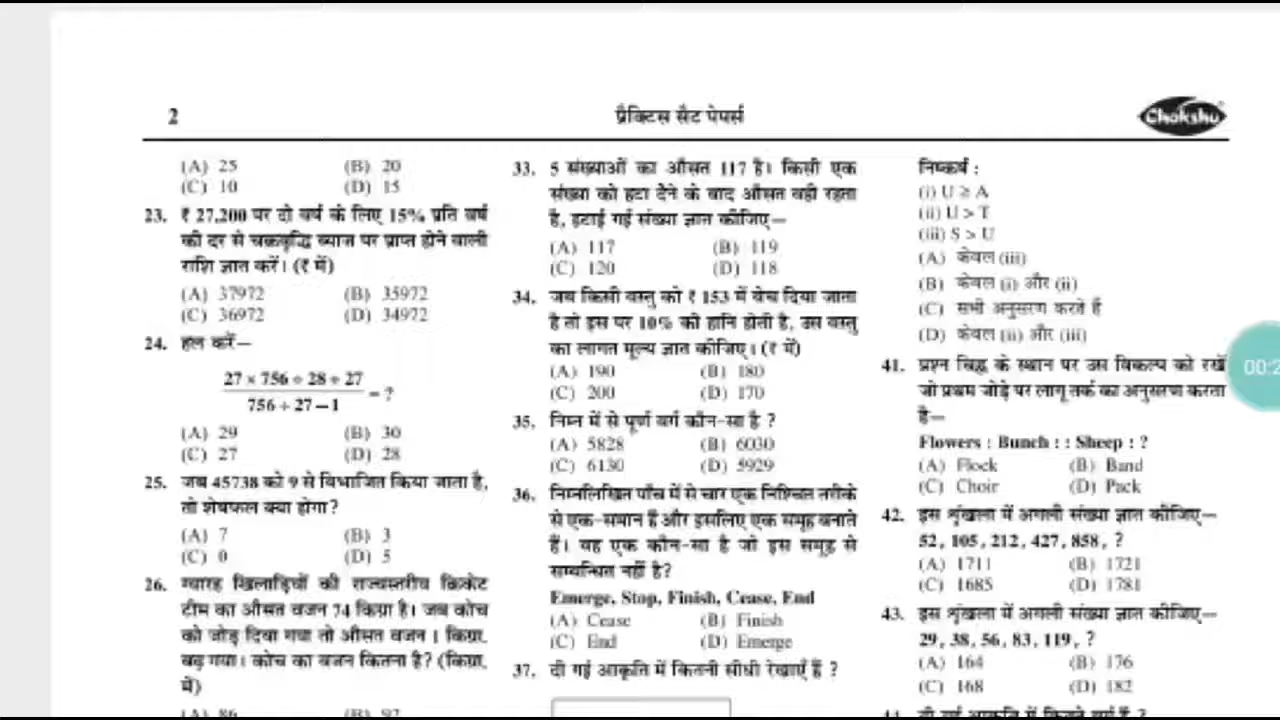 2
प्रैक्टिस सैट पेपर्स
Chakshu
(A) 25 (B) 20
(C) 10 (D) 15
23. ₹ 27,200 पर दो वर्ष के लिए 15% प्रति वर्ष
की दर से चक्रवृद्धि ब्याज पर प्राप्त होने वाली
राशि ज्ञात करें। (₹ में)
(A) 37972 (B) 35972
(C) 36972 (D) 34972
24. हल करें—
27 × 756 ÷ 28 ÷ 27
756 ÷ 27 – 1
= ?
(A) 29 (B) 30
(C) 27 (D) 28
25. जब 45738 को 9 से विभाजित किया जाता है,
तो शेषफल क्या होगा?
(A) 7 (B) 3
(C) 0 (D) 5
26. ग्यारह खिलाड़ियों की राज्यस्तरीय क्रिकेट
टीम का औसत वजन 74 किग्रा है। जब कोच
को जोड़ दिया गया तो औसत वजन 1 किग्रा.
बढ़ गया। कोच का वजन कितना है? (किग्रा.
में)
(A) 86 (B) 97
33. 5 संख्याओं का औसत 117 है। किसी एक
संख्या को हटा देने के बाद औसत वही रहता
है, हटाई गई संख्या ज्ञात कीजिए—
(A) 117 (B) 119
(C) 120 (D) 118
34. जब किसी वस्तु को ₹ 153 में बेच दिया जाता
है तो इस पर 10% की हानि होती है, उस वस्तु
का लागत मूल्य ज्ञात कीजिए। (₹ में)
(A) 190 (B) 180
(C) 200 (D) 170
35. निम्न में से पूर्ण वर्ग कौन-सा है ?
(A) 5828 (B) 6030
(C) 6130 (D) 5929
36. निम्नलिखित पाँच में से चार एक निश्चित तरीके
से एक-समान हैं और इसलिए एक समूह बनाते
हैं। वह एक कौन-सा है जो इस समूह से
सम्बन्धित नहीं है?
Emerge, Stop, Finish, Cease, End
(A) Cease (B) Finish
(C) End (D) Emerge
37. दी गई आकृति में कितनी सीधी रेखाएँ हैं ?
निष्कर्ष :
(i) U ≥ A
(ii) U > T
(iii) S > U
(A) केवल (iii)
(B) केवल (i) और (ii)
(C) सभी अनुसरण करते हैं
(D) केवल (ii) और (iii)
41. प्रश्न चिह्न के स्थान पर उस विकल्प को रखें
जो प्रथम जोड़े पर लागू तर्क का अनुसरण करता
है—
Flowers : Bunch : : Sheep : ?
(A) Flock (B) Band
(C) Choir (D) Pack
42. इस शृंखला में अगली संख्या ज्ञात कीजिए—
52, 105, 212, 427, 858, ?
(A) 1711 (B) 1721
(C) 1685 (D) 1781
43. इस शृंखला में अगली संख्या ज्ञात कीजिए—
29, 38, 56, 83, 119, ?
(A) 164 (B) 176
(C) 168 (D) 182
44. दी गई आकृति में कितने वर्ग हैं ?
00:2